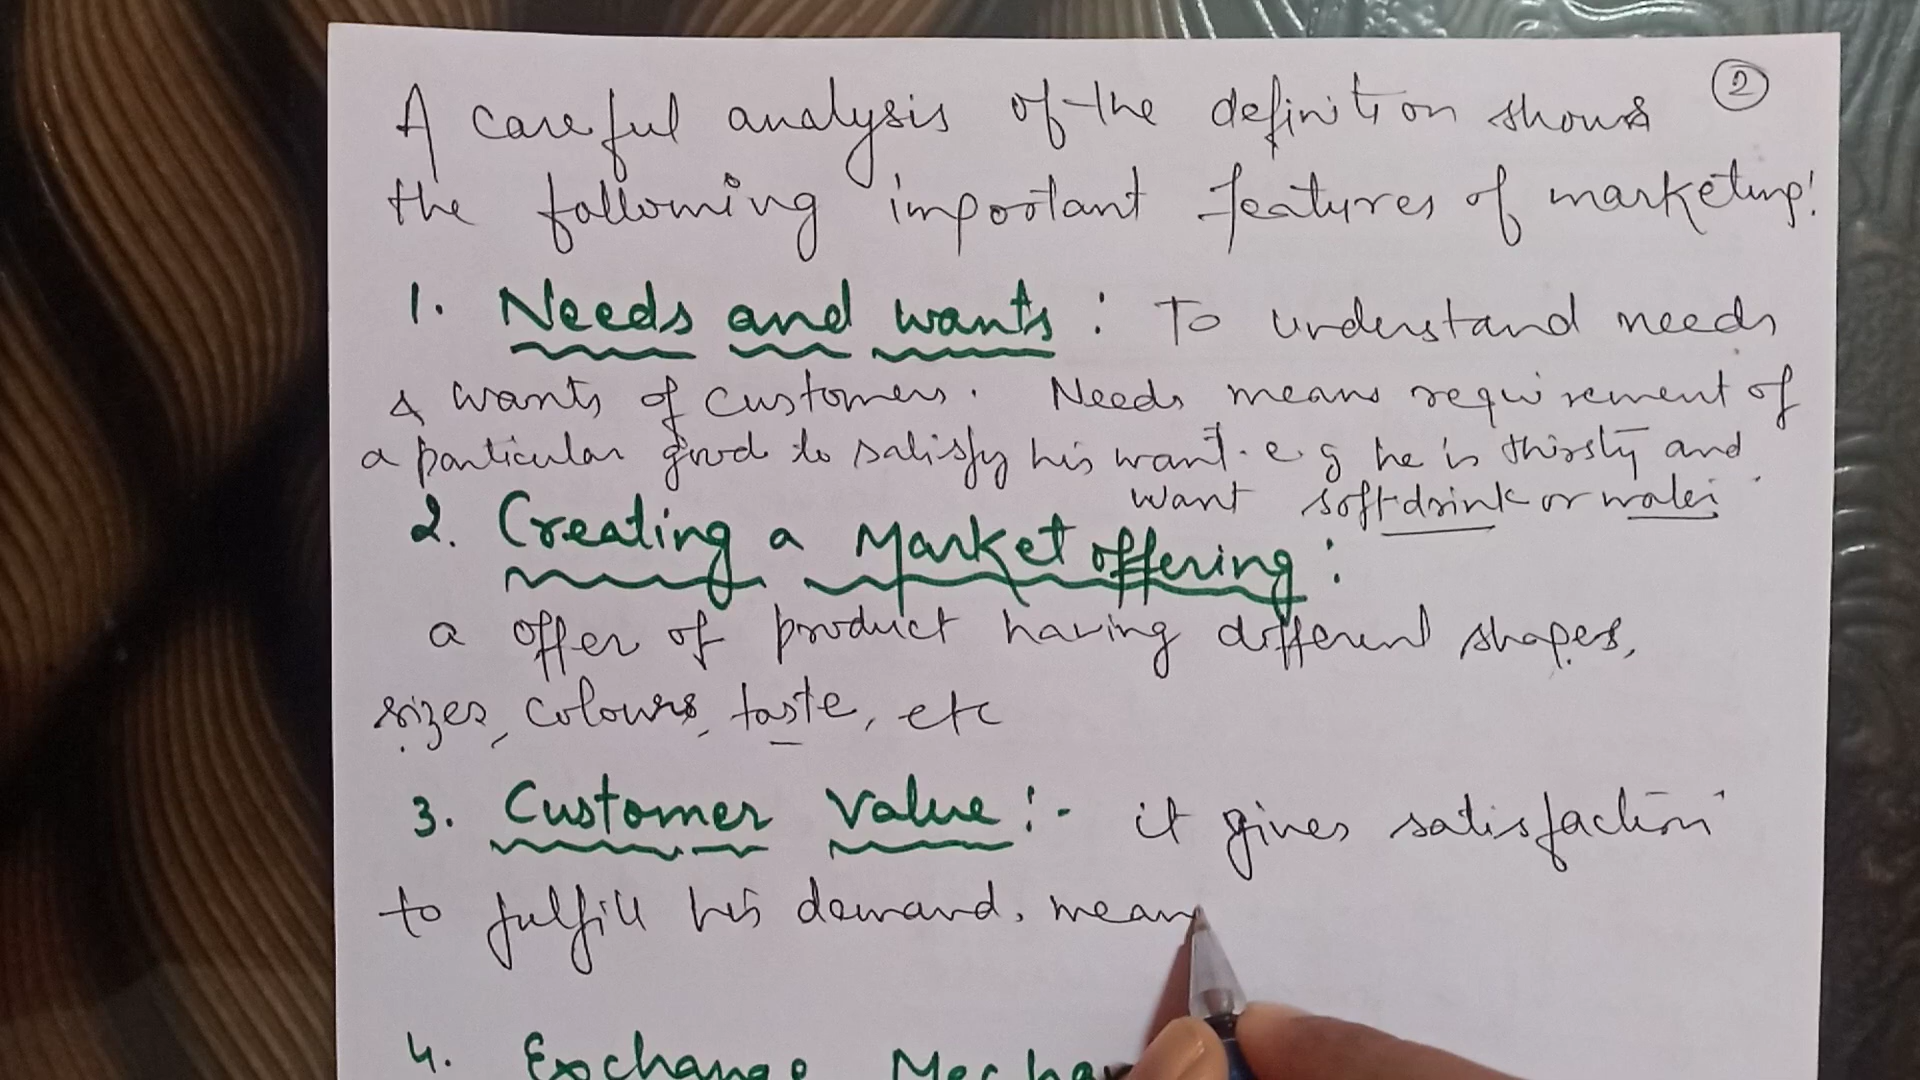 2
A careful analysis of the definition shows
the following important features of marketing:
1. Needs and wants : To understand needs
& wants of customers. Needs means requirement of
a particular good to satisfy his want. e.g he is thirsty and
want soft drink or water
2. Creating a Market offering :
a offer of product having different shapes,
sizes, colours, taste, etc
3. Customer Value :- it gives satisfaction
to fulfill his demand. mean
4. Exchange